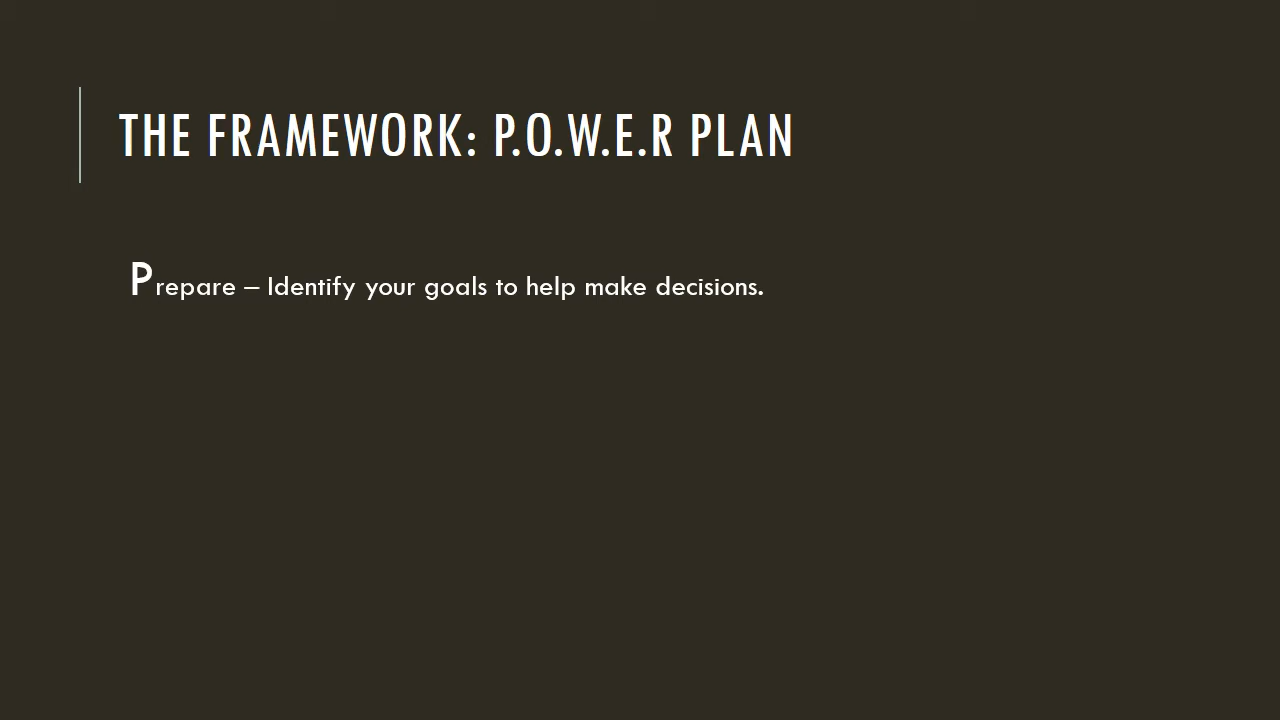 THE FRAMEWORK: P.O.W.E.R PLAN
Prepare – Identify your goals to help make decisions.